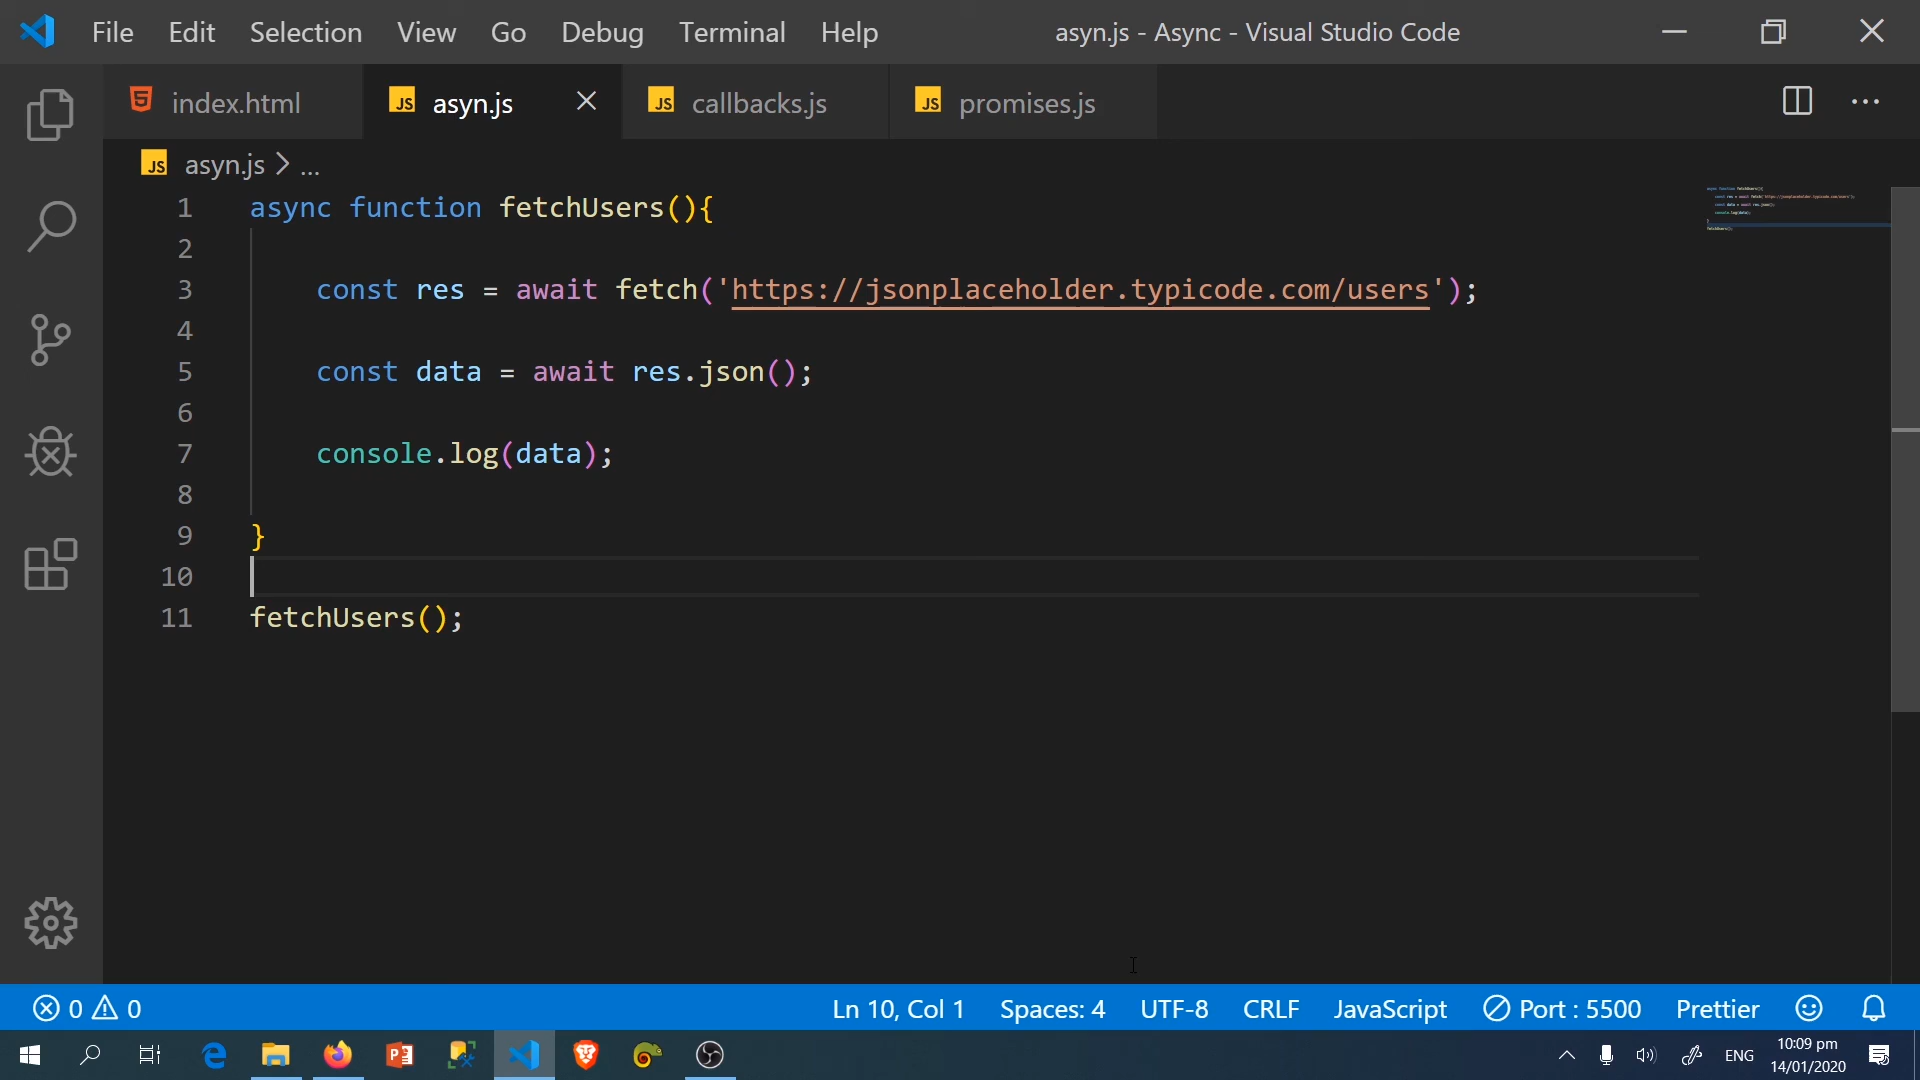 File Edit Selection View Go Debug Terminal Help asyn.js - Async - Visual Studio Code
index.html JS asyn.js JS callbacks.js JS promises.js
JS asyn.js > ...
1 async function fetchUsers(){
2
3 const res = await fetch('https://jsonplaceholder.typicode.com/users');
4
5 const data = await res.json();
6
7 console.log(data);
8
9 }
10
11 fetchUsers();
0 0 Ln 10, Col 1 Spaces: 4 UTF-8 CRLF JavaScript Port : 5500 Prettier
ENG 10:09 pm
14/01/2020